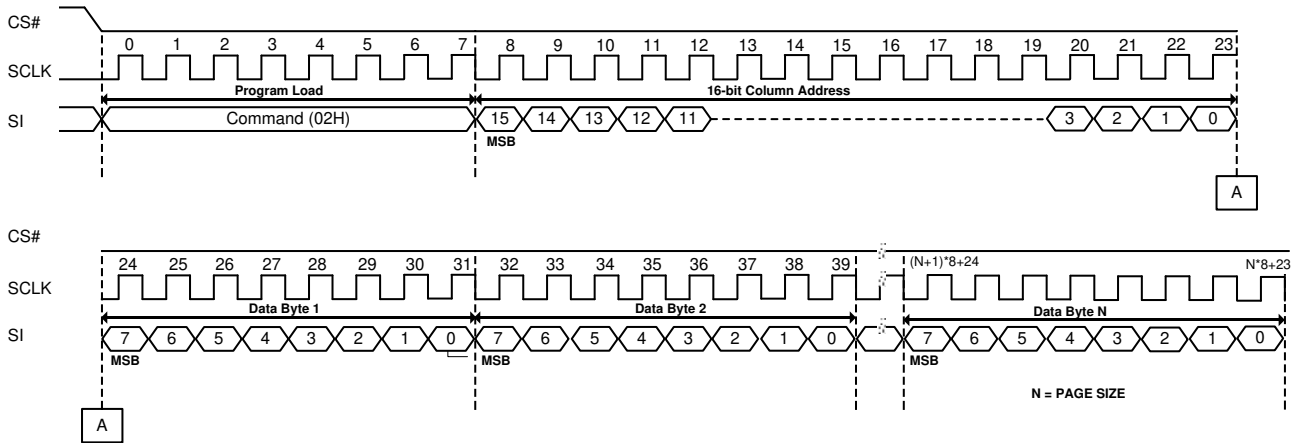 CS#
0 1 2 3 4 5 6 7 8 9 10 11 12 13 14 15 16 17 18 19 20 21 22 23
SCLK
Program Load 16-bit Column Address
SI Command (02H) 15 14 13 12 11 3 2 1 0
MSB
A
CS#
24 25 26 27 28 29 30 31 32 33 34 35 36 37 38 39 (N+1)*8+24 N*8+23
SCLK
Data Byte 1 Data Byte 2 Data Byte N
SI 7 6 5 4 3 2 1 0 7 6 5 4 3 2 1 0 7 6 5 4 3 2 1 0
MSB MSB MSB
N = PAGE SIZE
A